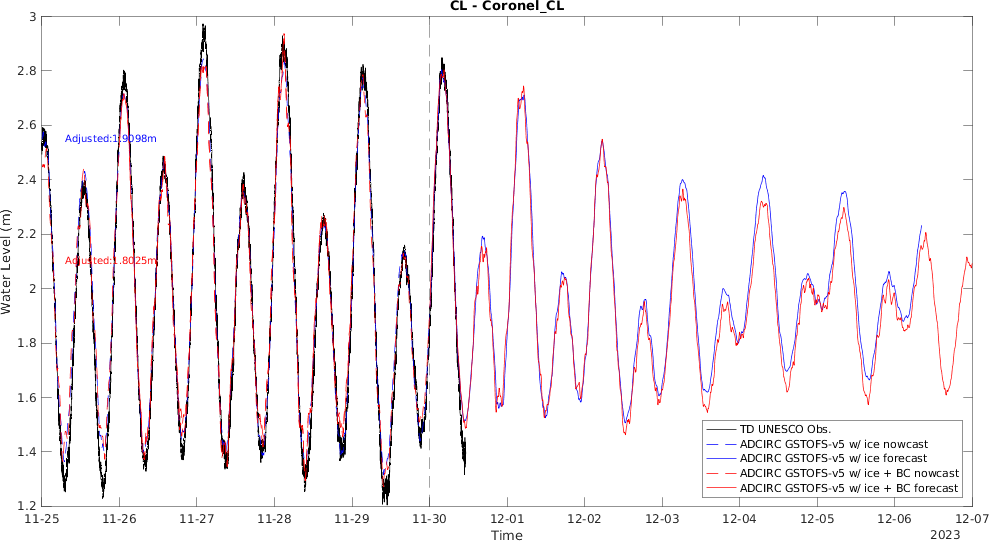 CL - Coronel_CL
3
2.8
2.6
2.4
2.2
2
1.8
1.6
1.4
1.2
Water Level (m)
Adjusted:1.9098m
Adjusted:1.8025m
TD UNESCO Obs.
ADCIRC GSTOFS-v5 w/ ice nowcast
ADCIRC GSTOFS-v5 w/ ice forecast
ADCIRC GSTOFS-v5 w/ ice + BC nowcast
ADCIRC GSTOFS-v5 w/ ice + BC forecast
11-25 11-26 11-27 11-28 11-29 11-30 12-01 12-02 12-03 12-04 12-05 12-06 12-07
Time
2023